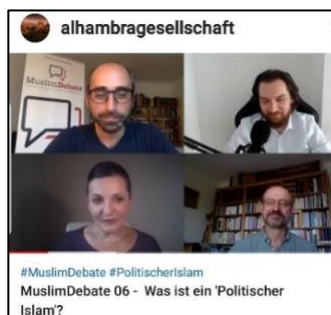 alhambragesellschaft
MuslimDebate
#MuslimDebate #PolitischerIslam
MuslimDebate 06 - Was ist ein 'Politischer
Islam'?